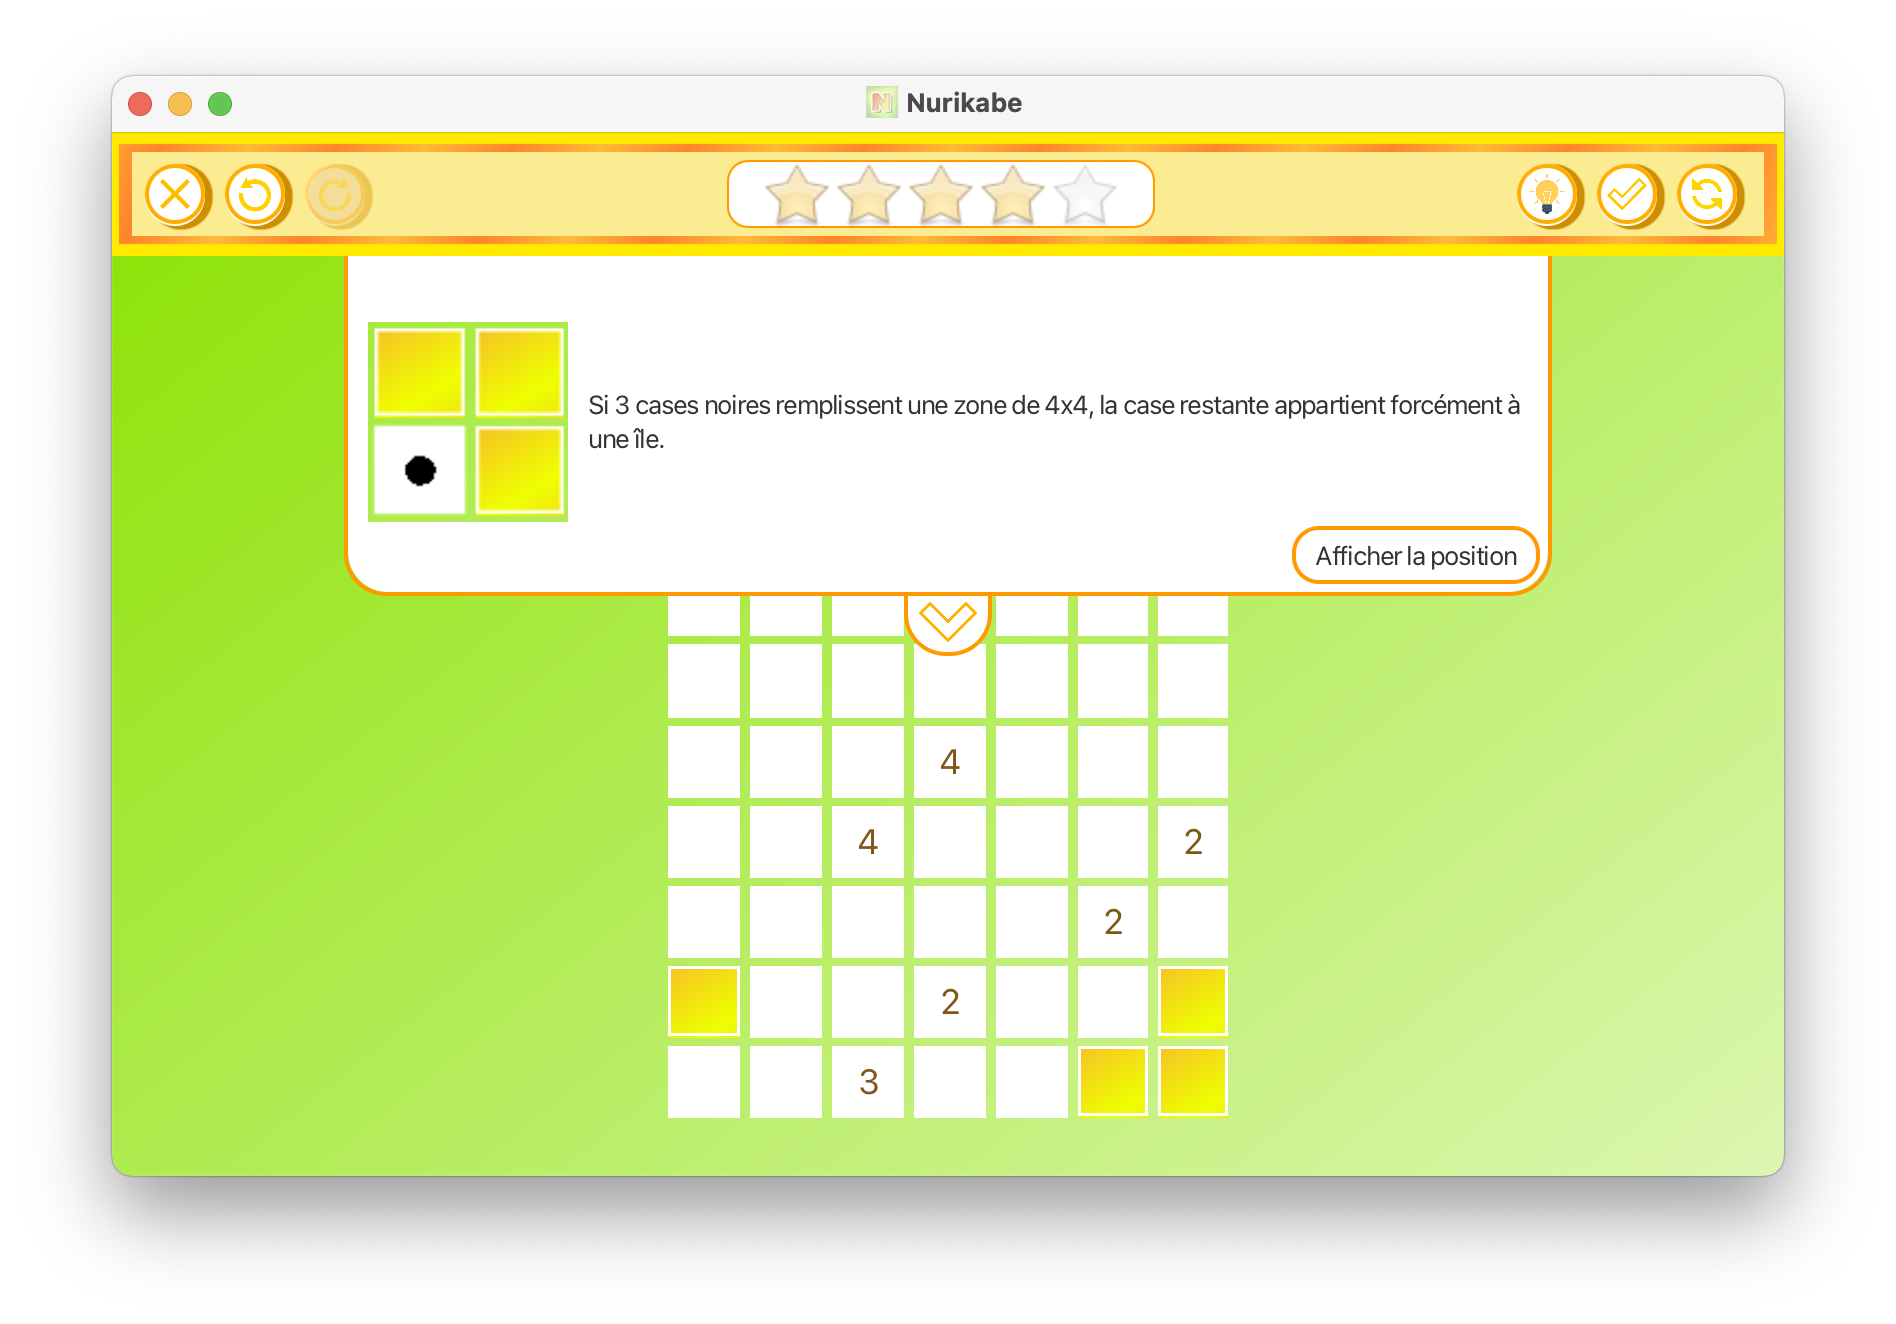 Nurikabe
Si 3 cases noires remplissent une zone de 4x4, la case restante appartient forcément à
une île.
Afficher la position
4
4 2
2
2
3